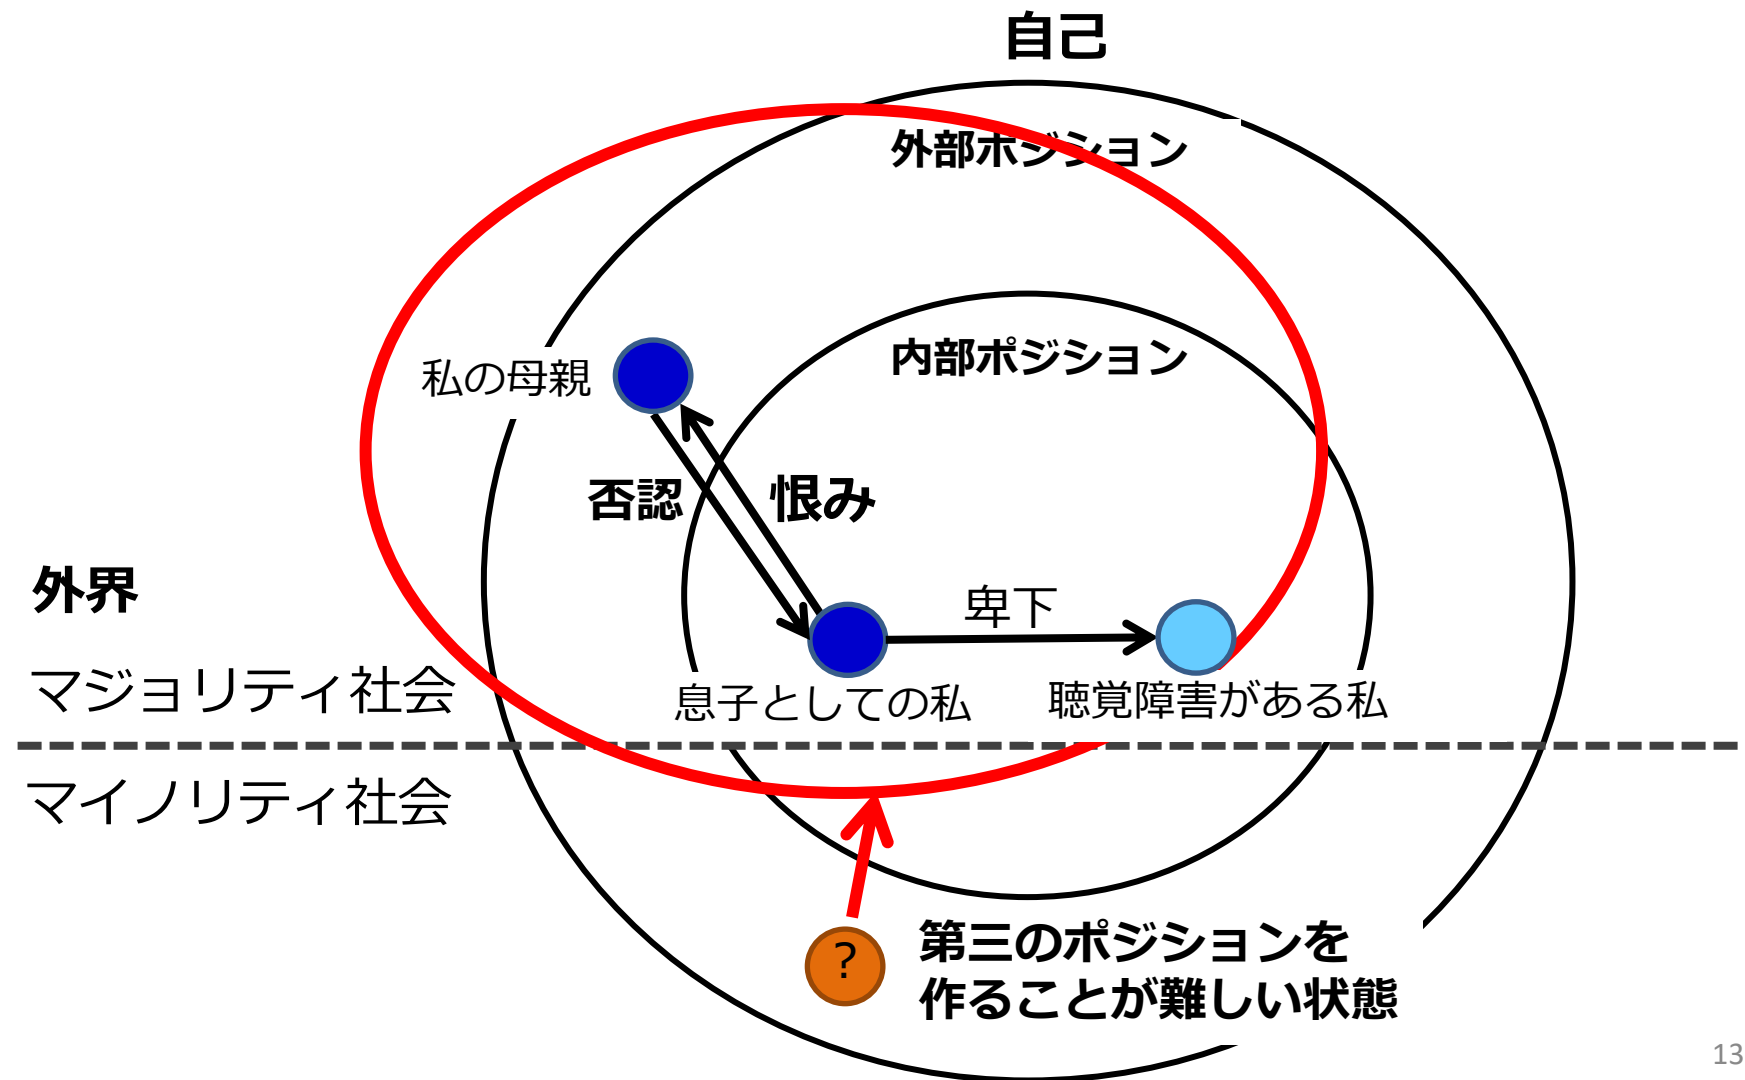 自己
外部ポジション
内部ポジション
私の母親
否認
恨み
外界
卑下
マジョリティ社会
息子としての私
聴覚障害がある私
マイノリティ社会
?
第三のポジションを
作ることが難しい状態
13